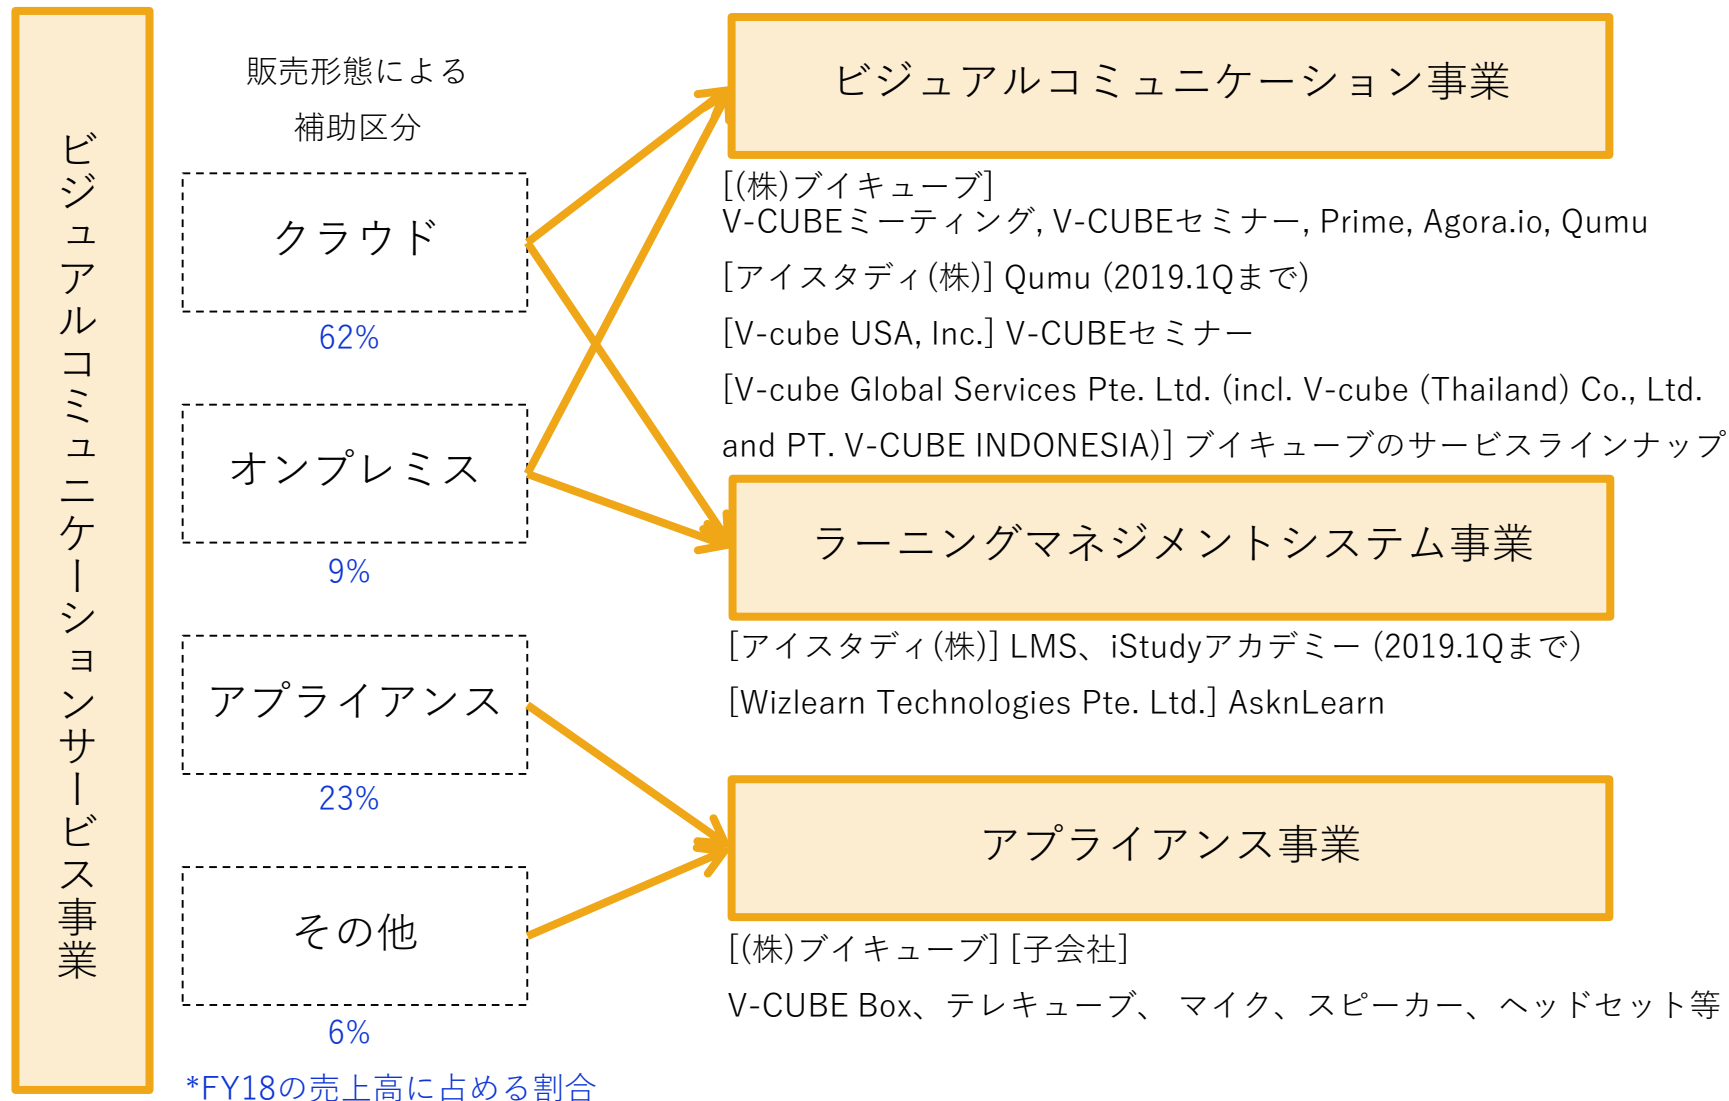 ビジュアルコミュニケーションサービス事業
販売形態による
補助区分
クラウド
62%
オンプレミス
9%
アプライアンス
23%
その他
6%
*FY18の売上高に占める割合
ビジュアルコミュニケーション事業
[(株)ブイキューブ]
V-CUBEミーティング, V-CUBEセミナー, Prime, Agora.io, Qumu
[アイスタディ(株)] Qumu (2019.1Qまで)
[V-cube USA, Inc.] V-CUBEセミナー
[V-cube Global Services Pte. Ltd. (incl. V-cube (Thailand) Co., Ltd.
and PT. V-CUBE INDONESIA)] ブイキューブのサービスラインナップ
ラーニングマネジメントシステム事業
[アイスタディ(株)] LMS、iStudyアカデミー (2019.1Qまで)
[Wizlearn Technologies Pte. Ltd.] AsknLearn
アプライアンス事業
[(株)ブイキューブ] [子会社]
V-CUBE Box、テレキューブ、 マイク、スピーカー、ヘッドセット等